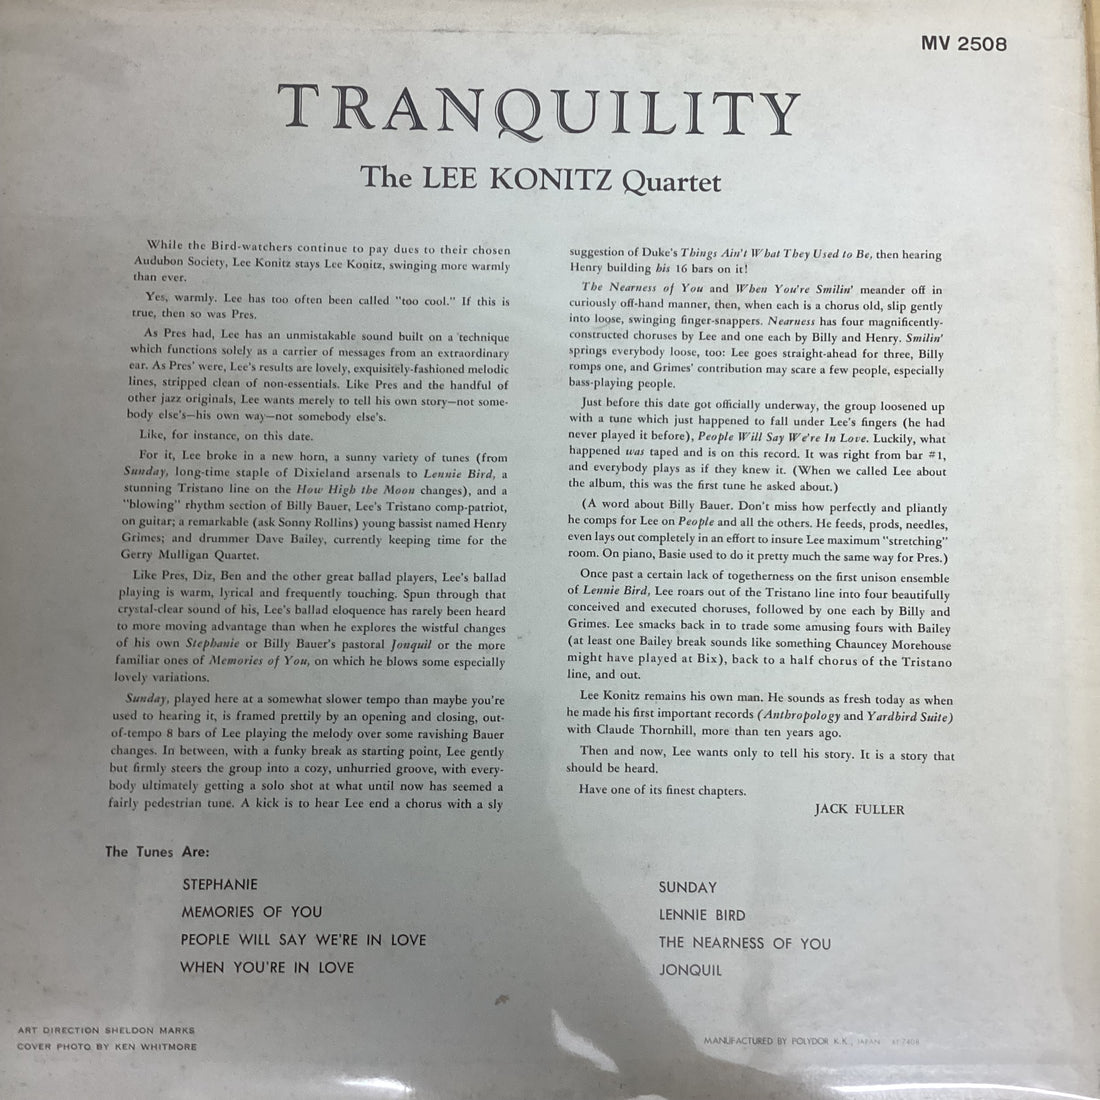 MV 2508
TRANQUILITY
The LEE KONITZ Quartet
While the Bird-watchers continue to pay dues to their chosen
Audubon Society, Lee Konitz stays Lee Konitz, swinging more warmly
than ever.
Yes, warmly. Lee has too often been called "too cool." If this is
true, then so was Pres.
As Pres had, Lee has an unmistakable sound built on a technique
which functions solely as a carrier of messages from an extraordinary
ear. As Pres' were, Lee's results are lovely, exquisitely-fashioned melodic
lines, stripped clean of non-essentials. Like Pres and the handful of
other jazz originals, Lee wants merely to tell his own story—not some-
body else's—his own way—not somebody else's.
Like, for instance, on this date.
For it, Lee broke in a new horn, a sunny variety of tunes (from
Sunday, long-time staple of Dixieland arsenals to Lennie Bird, a
stunning Tristano line on the How High the Moon changes), and a
"blowing" rhythm section of Billy Bauer, Lee's Tristano comp-patriot,
on guitar; a remarkable (ask Sonny Rollins) young bassist named Henry
Grimes; and drummer Dave Bailey, currently keeping time for the
Gerry Mulligan Quartet.
Like Pres, Diz, Ben and the other great ballad players, Lee's ballad
playing is warm, lyrical and frequently touching. Spun through that
crystal-clear sound of his, Lee's ballad eloquence has rarely been heard
to more moving advantage than when he explores the wistful changes
of his own Stephanie or Billy Bauer's pastoral Jonquil or the more
familiar ones of Memories of You, on which he blows some especially
lovely variations.
Sunday, played here at a somewhat slower tempo than maybe you're
used to hearing it, is framed prettily by an opening and closing, out-
of-tempo 8 bars of Lee playing the melody over some ravishing Bauer
changes. In between, with a funky break as starting point, Lee gently
but firmly steers the group into a cozy, unhurried groove, with every-
body ultimately getting a solo shot at what until now has seemed a
fairly pedestrian tune. A kick is to hear Lee end a chorus with a sly
suggestion of Duke's Things Ain't What They Used to Be, then hearing
Henry building his 16 bars on it!
The Nearness of You and When You're Smilin' meander off in
curiously off-hand manner, then, when each is a chorus old, slip gently
into loose, swinging finger-snappers. Nearness has four magnificently-
constructed choruses by Lee and one each by Billy and Henry. Smilin'
springs everybody loose, too: Lee goes straight-ahead for three, Billy
romps one, and Grimes' contribution may scare a few people, especially
bass-playing people.
Just before this date got officially underway, the group loosened up
with a tune which just happened to fall under Lee's fingers (he had
never played it before), People Will Say We're In Love. Luckily, what
happened was taped and is on this record. It was right from bar #1,
and everybody plays as if they knew it. (When we called Lee about
the album, this was the first tune he asked about.)
(A word about Billy Bauer. Don't miss how perfectly and pliantly
he comps for Lee on People and all the others. He feeds, prods, needles,
even lays out completely in an effort to insure Lee maximum "stretching"
room. On piano, Basie used to do it pretty much the same way for Pres.)
Once past a certain lack of togetherness on the first unison ensemble
of Lennie Bird, Lee roars out of the Tristano line into four beautifully
conceived and executed choruses, followed by one each by Billy and
Grimes. Lee smacks back in to trade some amusing fours with Bailey
(at least one Bailey break sounds like something Chauncey Morehouse
might have played at Bix), back to a half chorus of the Tristano
line, and out.
Lee Konitz remains his own man. He sounds as fresh today as when
he made his first important records (Anthropology and Yardbird Suite)
with Claude Thornhill, more than ten years ago.
Then and now, Lee wants only to tell his story. It is a story that
should be heard.
Have one of its finest chapters.
JACK FULLER
The Tunes Are:
STEPHANIE
MEMORIES OF YOU
PEOPLE WILL SAY WE'RE IN LOVE
WHEN YOU'RE IN LOVE
SUNDAY
LENNIE BIRD
THE NEARNESS OF YOU
JONQUIL
ART DIRECTION SHELDON MARKS
COVER PHOTO BY KEN WHITMORE
MANUFACTURED BY POLYDOR K.K., JAPAN